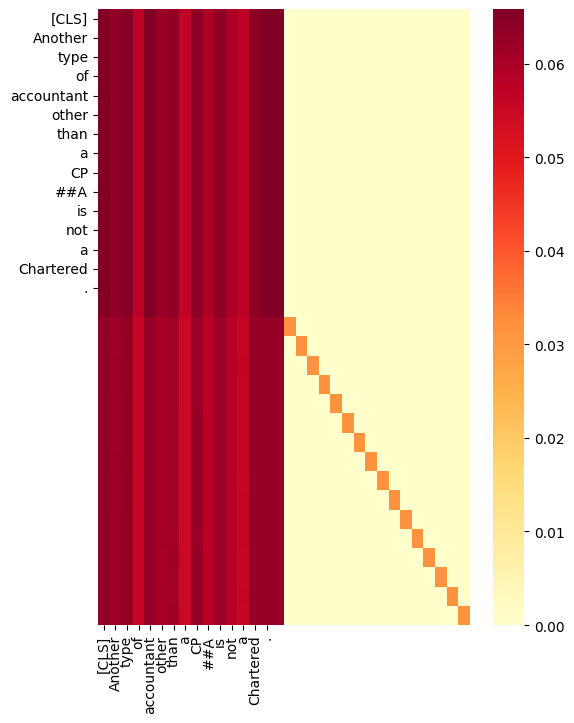 [CLS]
Another
type
of
accountant
other
than
a
CP
##A
is
not
a
Chartered
.
0.06
0.05
0.04
0.03
0.02
0.01
0.00
[CLS]
Another
type
of
accountant
other
than
a
CP
##A
is
not
a
Chartered
.